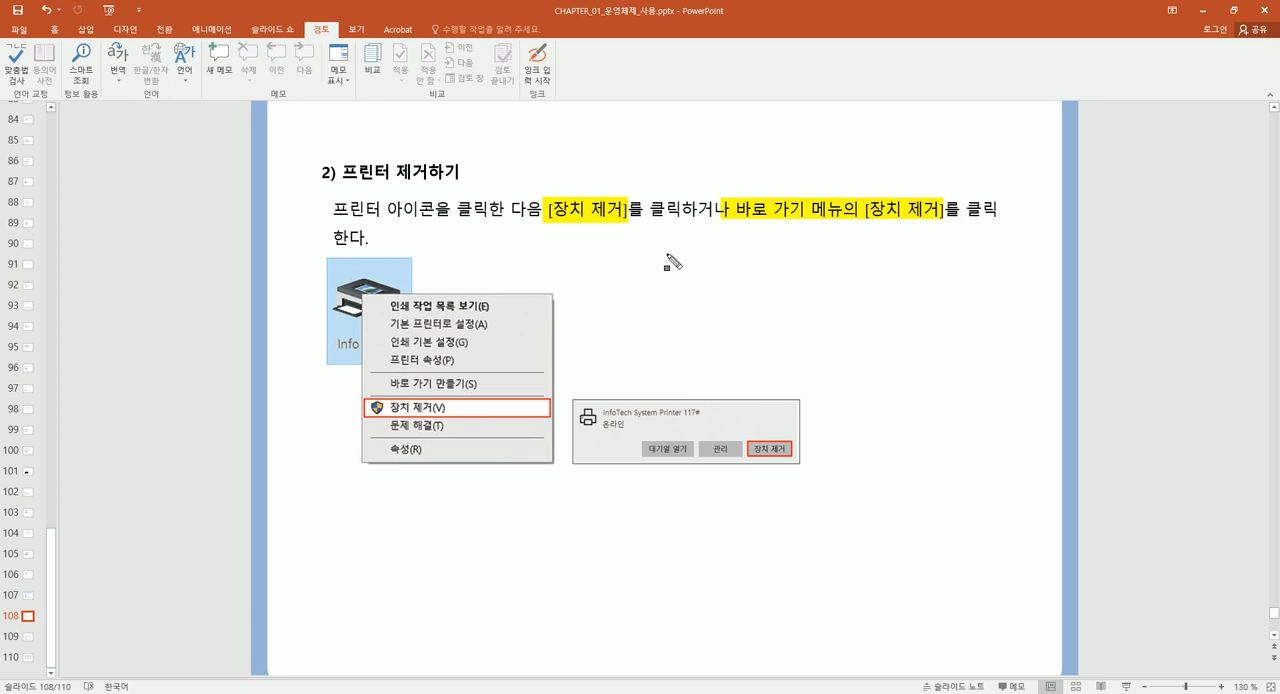 CHAPTER_01_운영체제_사용.pptx - PowerPoint
파일 홈 삽입 디자인 전환 애니메이션 슬라이드 쇼 검토 보기 Acrobat 수행할 작업을 알려 주세요. 로그인 공유
맞춤법 검사 동의어 사전 스마트 조회 번역 한글/한자 변환 언어 새 메모 삭제 이전 다음 메모 표시 비교 적용 적용 안 함 이전 다음 검토 창 검토 끝내기 잉크 입력 시작
언어 교정 정보 활용 언어 메모 비교 잉크
84
85
86
87
88
89
90
91
92
93
94
95
96
97
98
99
100
101
102
103
104
105
106
107
108
109
110
2) 프린터 제거하기
프린터 아이콘을 클릭한 다음 [장치 제거]를 클릭하거나 바로 가기 메뉴의 [장치 제거]를 클릭
한다.
Info
인쇄 작업 목록 보기(E)
기본 프린터로 설정(A)
인쇄 기본 설정(G)
프린터 속성(P)
바로 가기 만들기(S)
장치 제거(V)
문제 해결(T)
속성(R)
InfoTech System Printer 117#
온라인
대기열 열기 관리 장치 제거
슬라이드 108/110 한국어 슬라이드 노트 메모 130 %